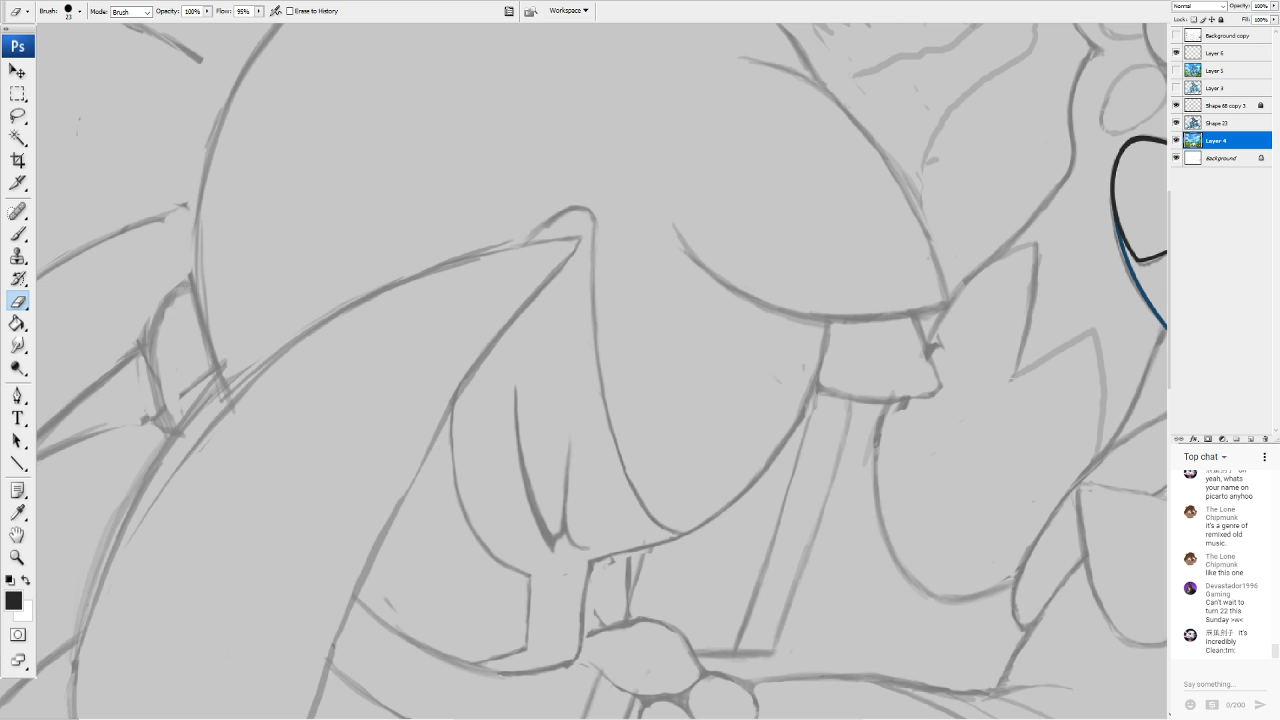 Brush: Mode: Brush Opacity: 100% Flow: 95% Erase to History Workspace
23
Ps
T
Normal Opacity: 100%
Lock: Fill: 100%
Background copy
Layer 6
Layer 5
Layer 3
Shape 68 copy 3
Shape 23
Layer 4
Background
fx
Top chat
yeah, whats
your name on
picarto anyhoo
The Lone
Chipmunk
it's a genre of
remixed old
music.
The Lone
Chipmunk
like this one
Devastador1996
Gaming
Can't wait to
turn 22 this
Sunday >w<
It's
Incredibly
Clean:tm:
Say something...
0/200